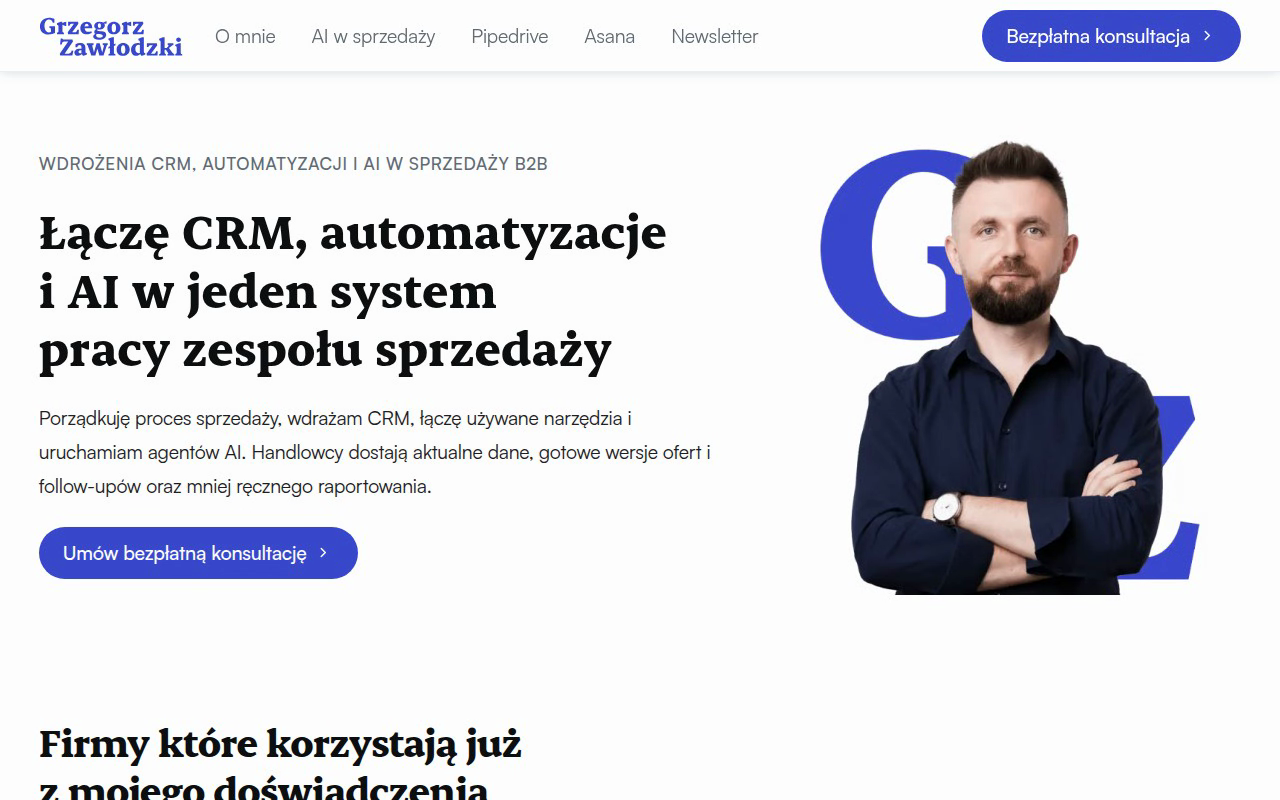 Grzegorz
Zawłodzki
O mnie
AI w sprzedaży
Pipedrive
Asana
Newsletter
Bezpłatna konsultacja
WDROŻENIA CRM, AUTOMATYZACJI I AI W SPRZEDAŻY B2B
Łączę CRM, automatyzacje
i AI w jeden system
pracy zespołu sprzedaży
Porządkuję proces sprzedaży, wdrażam CRM, łączę używane narzędzia i
uruchamiam agentów AI. Handlowcy dostają aktualne dane, gotowe wersje ofert i
follow-upów oraz mniej ręcznego raportowania.
Umów bezpłatną konsultację
G
Z
Firmy które korzystają już
z mojego doświadczenia